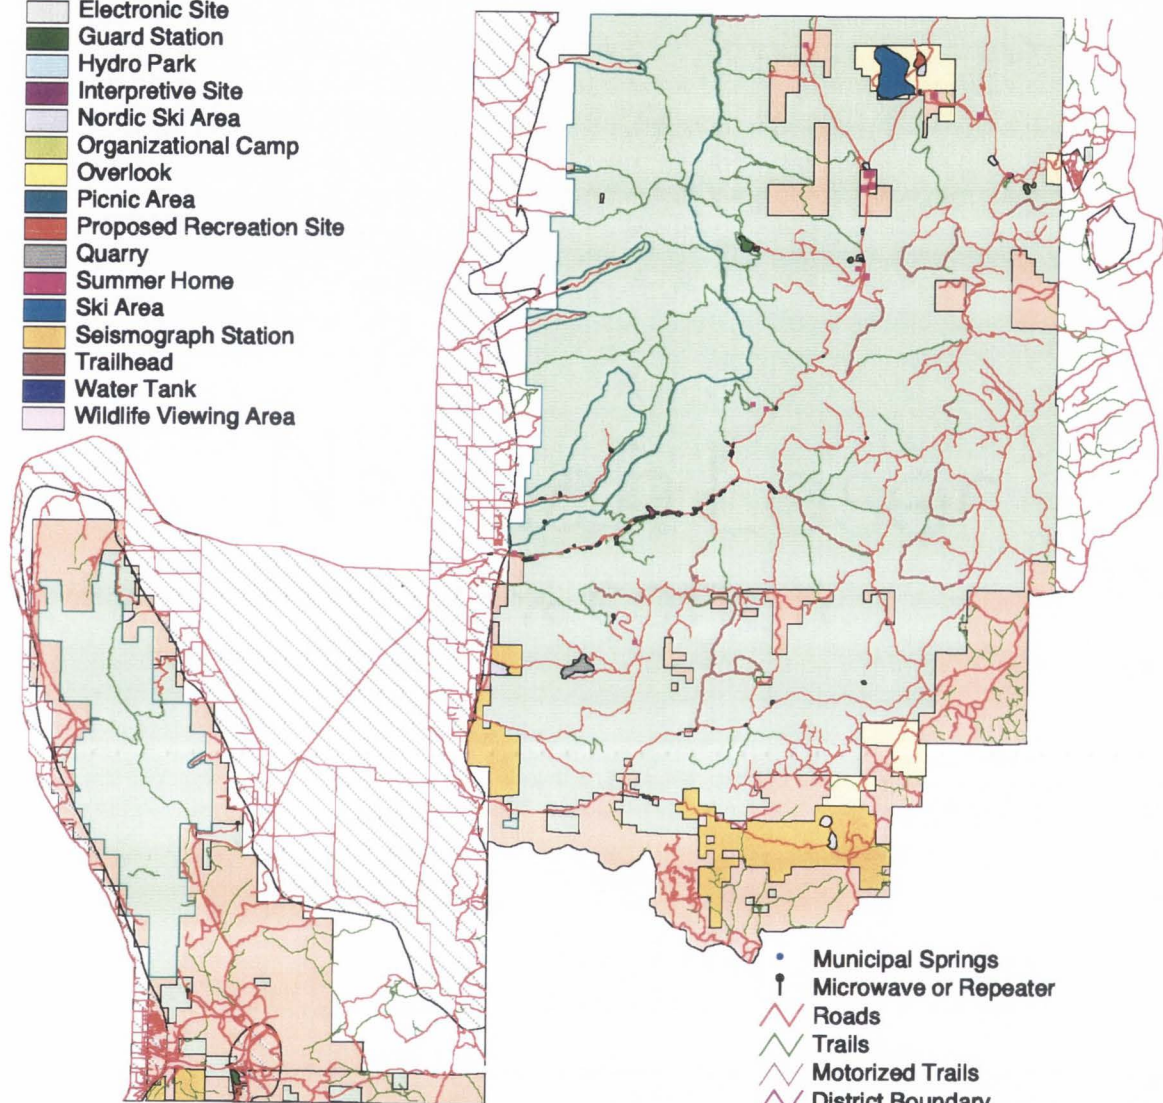 Electronic Site
Guard Station
Hydro Park
Interpretive Site
Nordic Ski Area
Organizational Camp
Overlook
Picnic Area
Proposed Recreation Site
Quarry
Summer Home
Ski Area
Seismograph Station
Trailhead
Water Tank
Wildlife Viewing Area
Municipal Springs
Microwave or Repeater
Roads
Trails
Motorized Trails
District Boundary